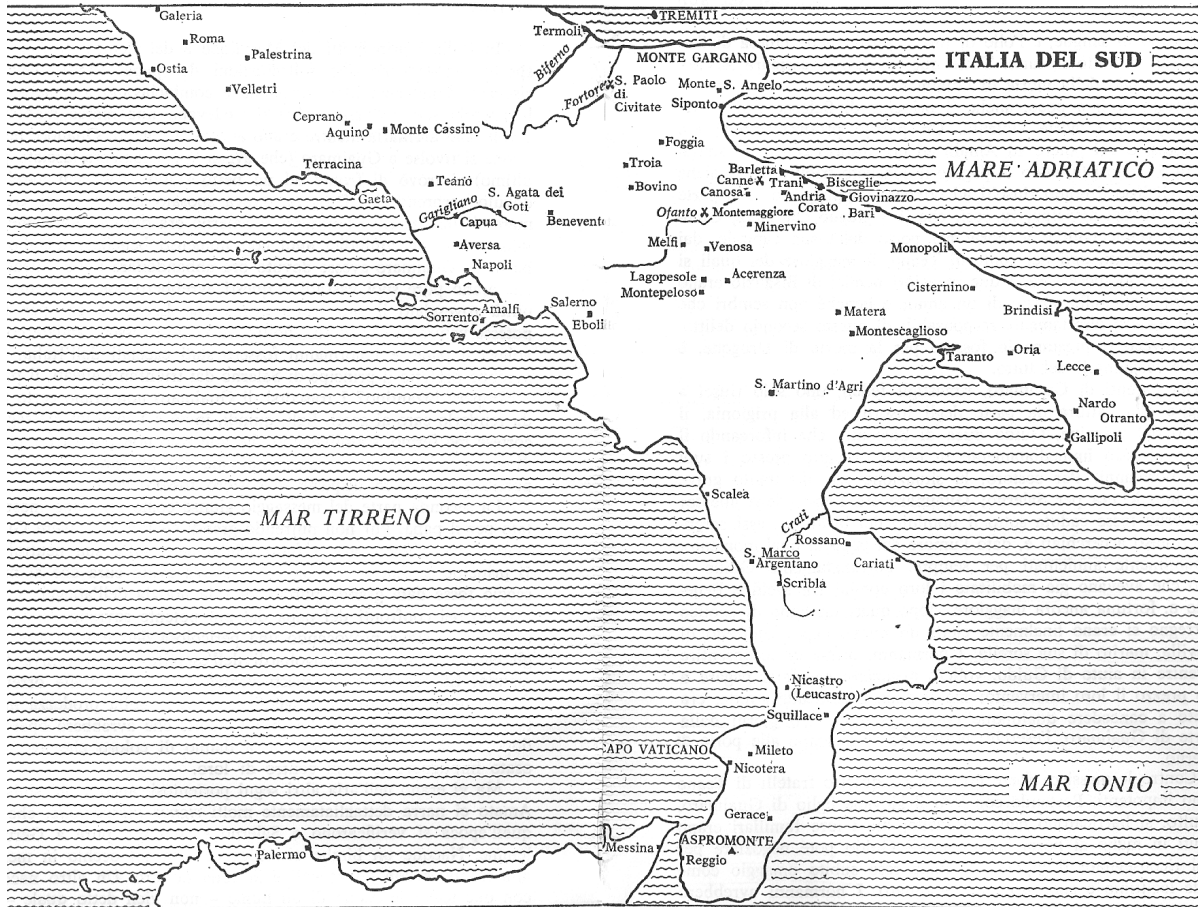 ITALIA DEL SUD
MARE ADRIATICO
MAR TIRRENO
MAR IONIO
Galeria
Roma
Palestrina
Ostia
Velletri
Ceprano
Aquino
Monte Cassino
Terracina
Gaeta
Teano
Garigliano
Capua
S. Agata dei
Goti
Benevento
Aversa
Napoli
Sorrento
Amalfi
Salerno
Eboli
Termoli
TREMITI
Biferno
Fortore
MONTE GARGANO
S. Paolo
di
Civitate
Monte S. Angelo
Siponto
Foggia
Troia
Bovino
Barletta
Canne
Trani
Bisceglie
Canosa
Andria
Giovinazzo
Corato
Bari
Ofanto
Montemaggiore
Minervino
Melfi
Venosa
Monopoli
Lagopesole
Acerenza
Montepeloso
Cisternino
Matera
Brindisi
Montescaglioso
Taranto
Oria
Lecce
S. Martino d'Agri
Nardo
Otranto
Gallipoli
Scalea
Crati
Rossano
S. Marco
Argentano
Cariati
Scribla
Nicastro
(Leucastro)
Squillace
APO VATICANO
Mileto
Nicotera
Gerace
ASPROMONTE
Messina
Reggio
Palermo